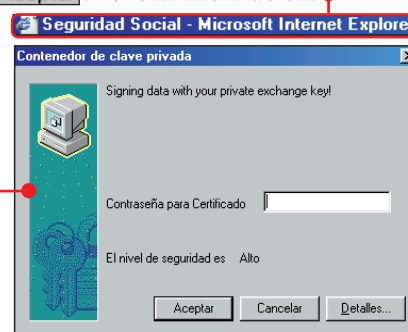 Seguridad Social - Microsoft Internet Explore
Contenedor de clave privada
Signing data with your private exchange key!
Contraseña para Certificado
El nivel de seguridad es Alto
Aceptar Cancelar Detalles...